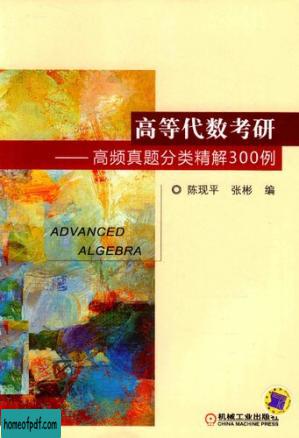 高等代数考研
——高频真题分类精解300例
◎ 陈现平 张彬 编
ADVANCED
ALGEBRA
机械工业出版社
CHINA MACHINE PRESS
homeofpdf.com